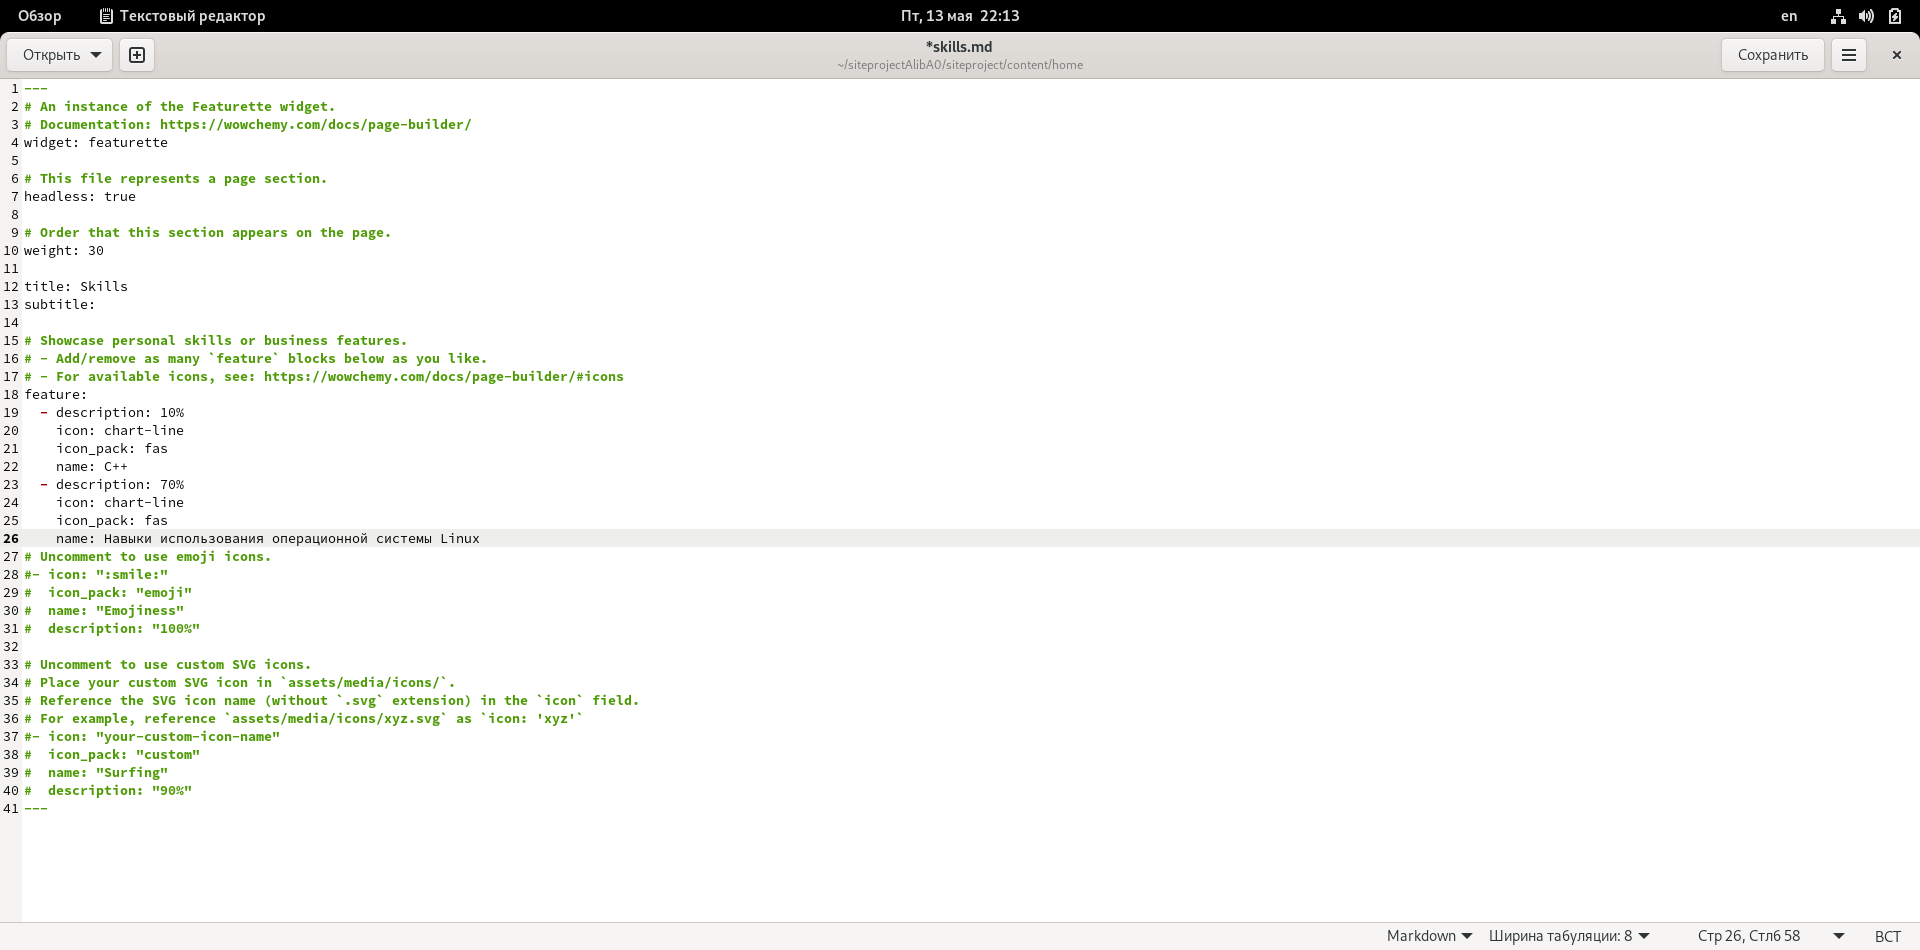 Обзор Текстовый редактор Пт, 13 мая 22:13 en
Открыть *skills.md Сохранить
~/siteprojectAlibAO/siteproject/content/home
1 ---
2 # An instance of the Featurette widget.
3 # Documentation: https://wowchemy.com/docs/page-builder/
4 widget: featurette
5
6 # This file represents a page section.
7 headless: true
8
9 # Order that this section appears on the page.
10 weight: 30
11
12 title: Skills
13 subtitle:
14
15 # Showcase personal skills or business features.
16 # - Add/remove as many `feature` blocks below as you like.
17 # - For available icons, see: https://wowchemy.com/docs/page-builder/#icons
18 feature:
19   - description: 10%
20     icon: chart-line
21     icon_pack: fas
22     name: C++
23   - description: 70%
24     icon: chart-line
25     icon_pack: fas
26     name: Навыки использования операционной системы Linux
27 # Uncomment to use emoji icons.
28 #- icon: ":smile:"
29 #  icon_pack: "emoji"
30 #  name: "Emojiness"
31 #  description: "100%"
32
33 # Uncomment to use custom SVG icons.
34 # Place your custom SVG icon in `assets/media/icons/`.
35 # Reference the SVG icon name (without `.svg` extension) in the `icon` field.
36 # For example, reference `assets/media/icons/xyz.svg` as `icon: 'xyz'`
37 #- icon: "your-custom-icon-name"
38 #  icon_pack: "custom"
39 #  name: "Surfing"
40 #  description: "90%"
41 ---
Markdown Ширина табуляции: 8 Стр 26, Стлб 58 ВСТ